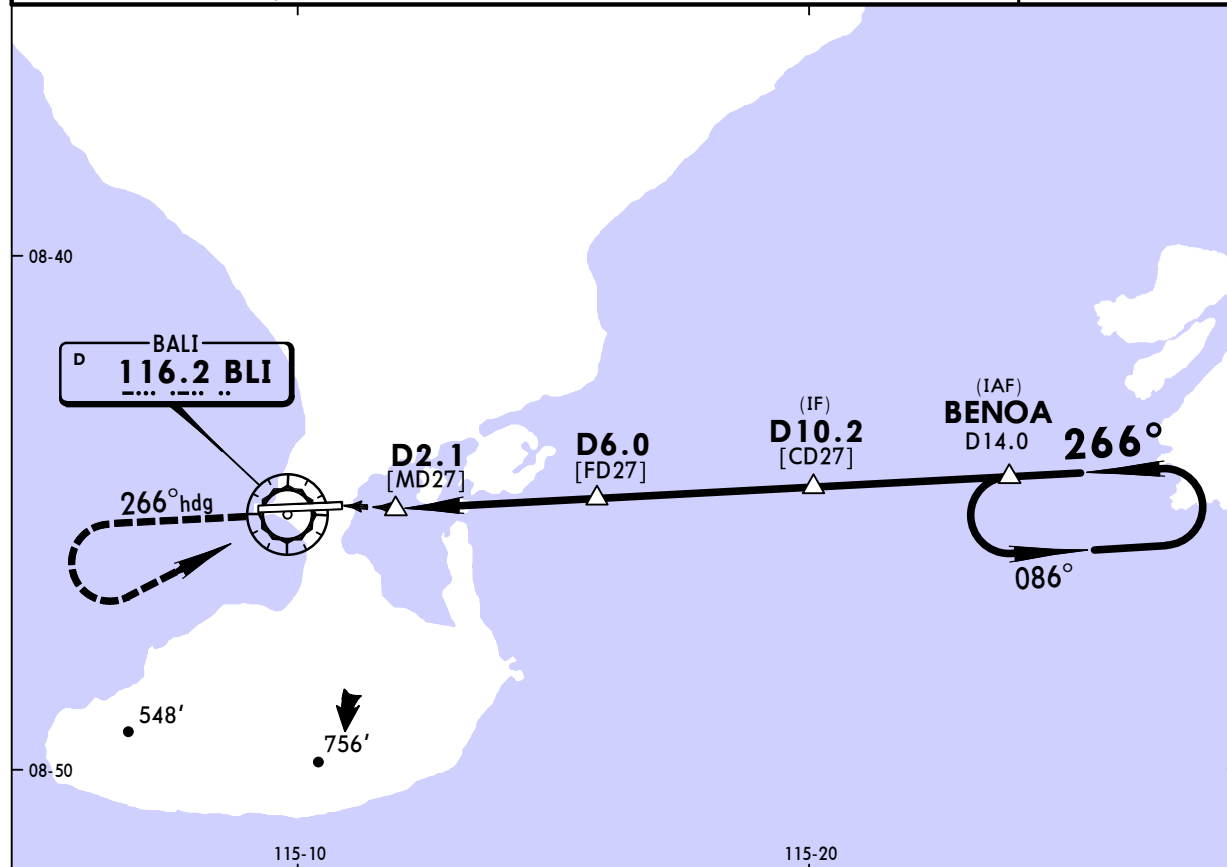 08-40
BALI
D
116.2 BLI
(IAF)
BENOA
D14.0
266°
(IF)
D10.2
[CD27]
D6.0
[FD27]
D2.1
[MD27]
266°hdg
086°
548'
756'
08-50
115-10
115-20